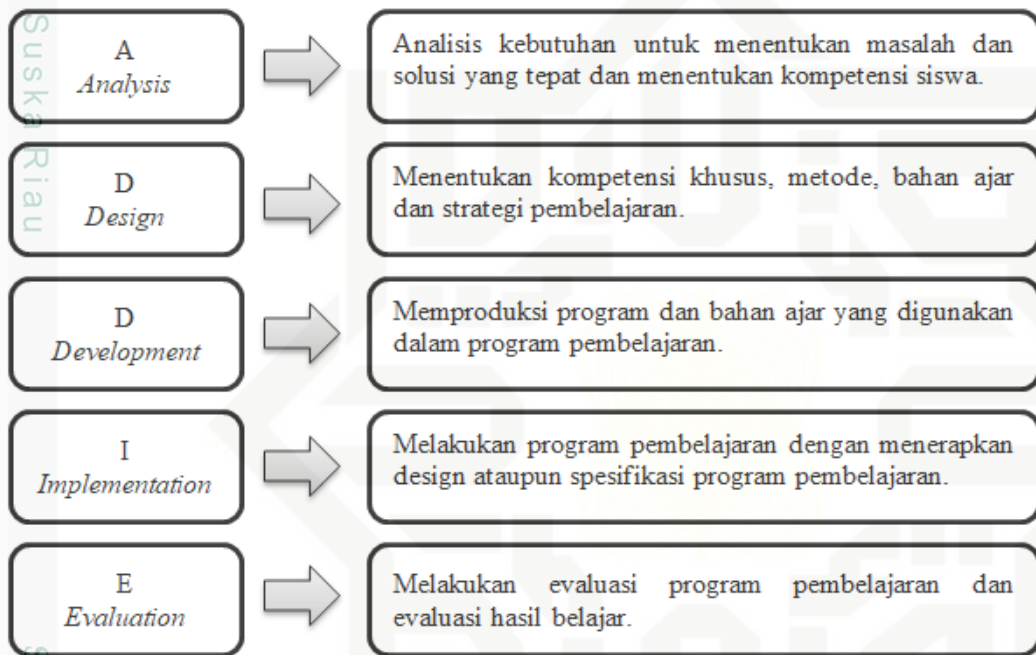 A
Analysis
Analisis kebutuhan untuk menentukan masalah dan
solusi yang tepat dan menentukan kompetensi siswa.
D
Design
Menentukan kompetensi khusus, metode, bahan ajar
dan strategi pembelajaran.
D
Development
Memproduksi program dan bahan ajar yang digunakan
dalam program pembelajaran.
I
Implementation
Melakukan program pembelajaran dengan menerapkan
design ataupun spesifikasi program pembelajaran.
E
Evaluation
Melakukan evaluasi program pembelajaran dan
evaluasi hasil belajar.
Suska Riau